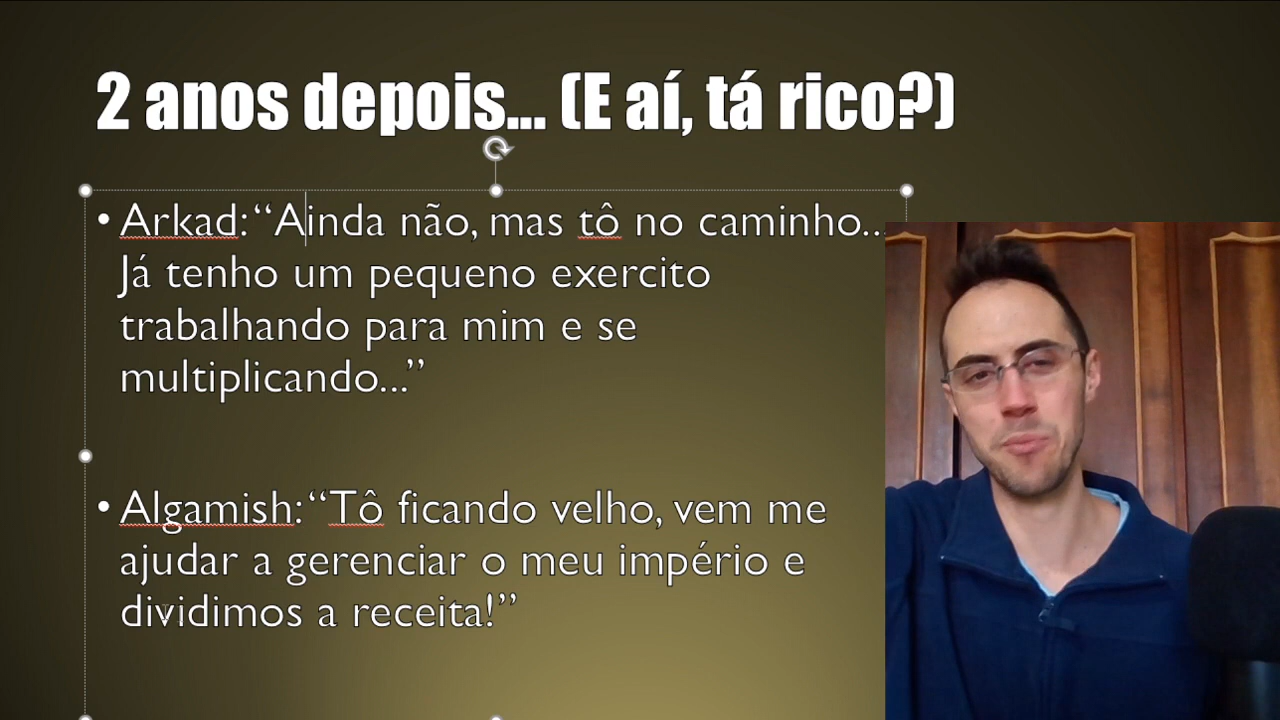 2 anos depois... (E aí, tá rico?)
• Arkad: “Ainda não, mas tô no caminho...
Já tenho um pequeno exercito
trabalhando para mim e se
multiplicando...”
• Algamish: “Tô ficando velho, vem me
ajudar a gerenciar o meu império e
dividimos a receita!”